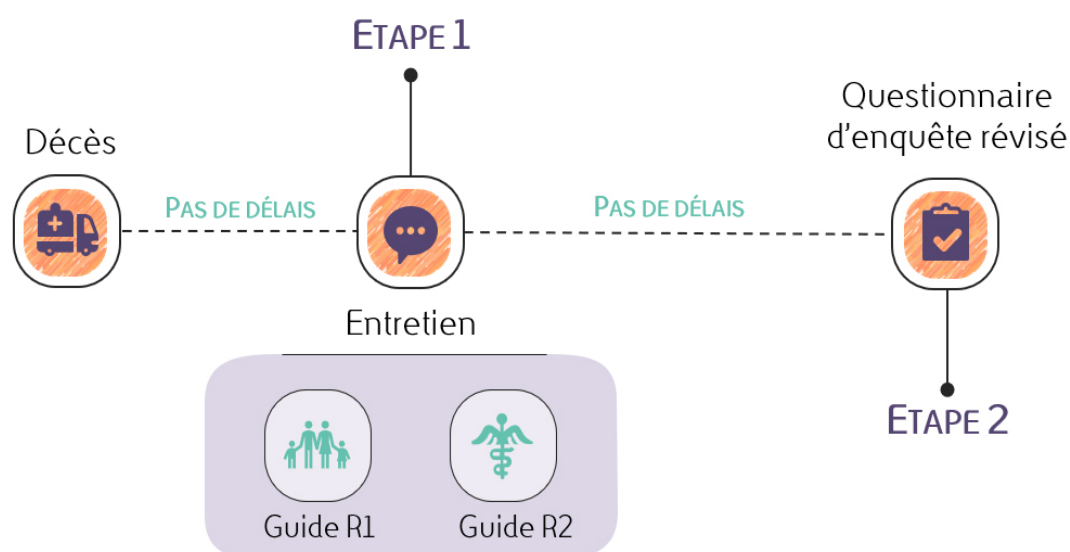 ETAPE 1
Décès
PAS DE DÉLAIS
PAS DE DÉLAIS
Questionnaire
d'enquête révisé
Entretien
Guide R1
Guide R2
ETAPE 2